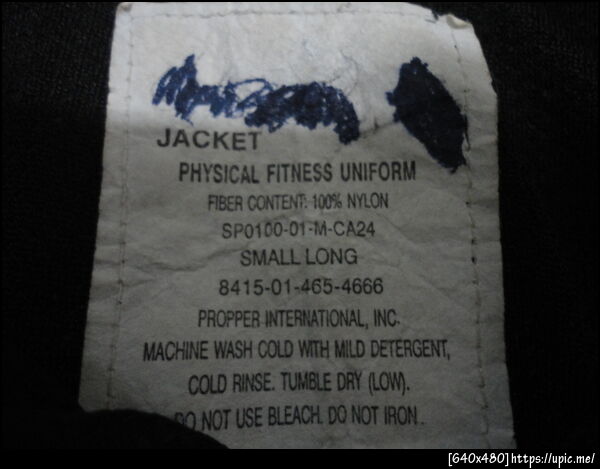 JACKET
PHYSICAL FITNESS UNIFORM
FIBER CONTENT: 100% NYLON
SP0100-01-M-CA24
SMALL LONG
8415-01-465-4666
PROPPER INTERNATIONAL, INC.
MACHINE WASH COLD WITH MILD DETERGENT,
COLD RINSE. TUMBLE DRY (LOW).
DO NOT USE BLEACH. DO NOT IRON.
[640x480]https://upic.me/